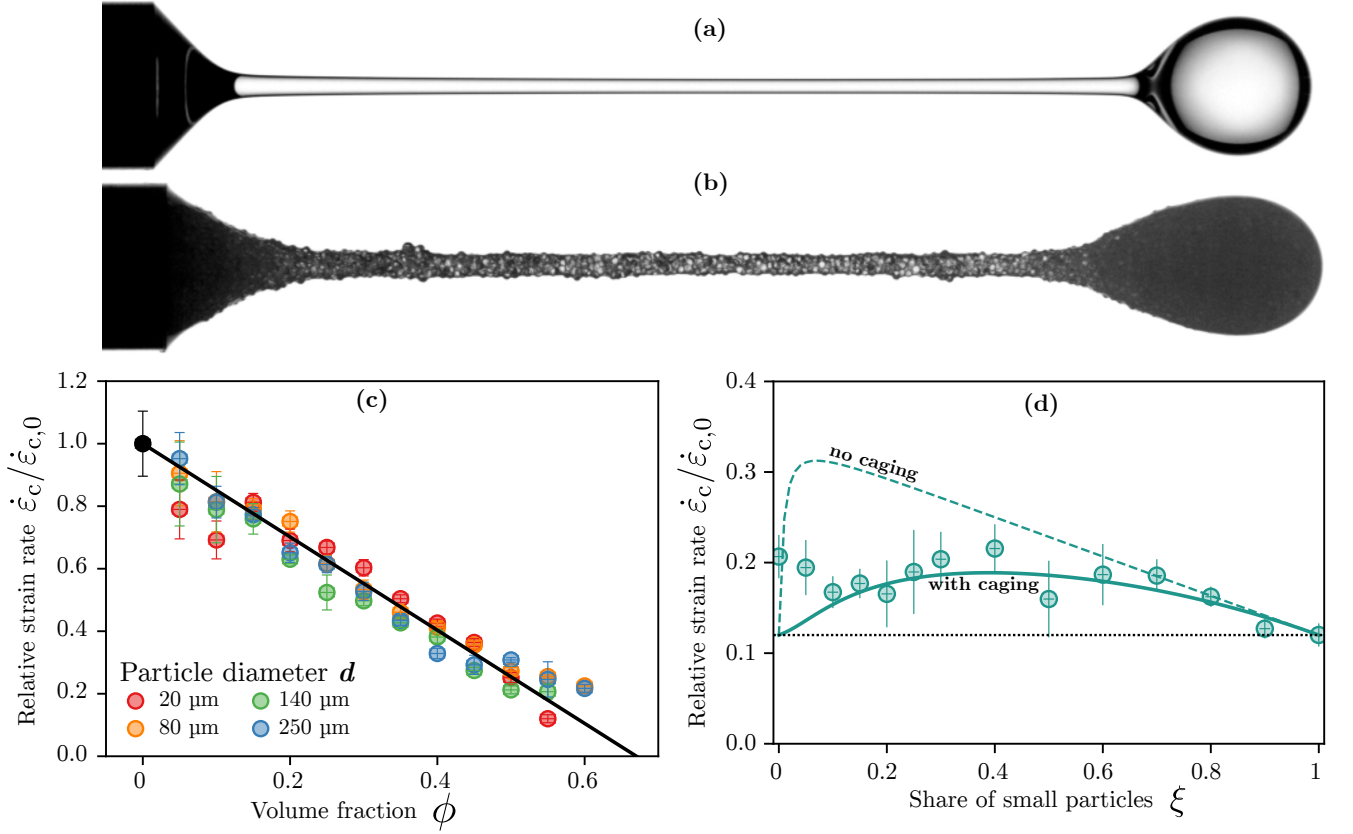 (a)
(b)
(c)
1.2
1.0
0.8
0.6
0.4
0.2
0.0
Relative strain rate ε̇c/ε̇c,0
Particle diameter d
20 µm
140 µm
80 µm
250 µm
0
0.2
0.4
0.6
Volume fraction ϕ
(d)
0.4
0.3
0.2
0.1
0.0
Relative strain rate ε̇c/ε̇c,0
no caging
with caging
0
0.2
0.4
0.6
0.8
1
Share of small particles ξ